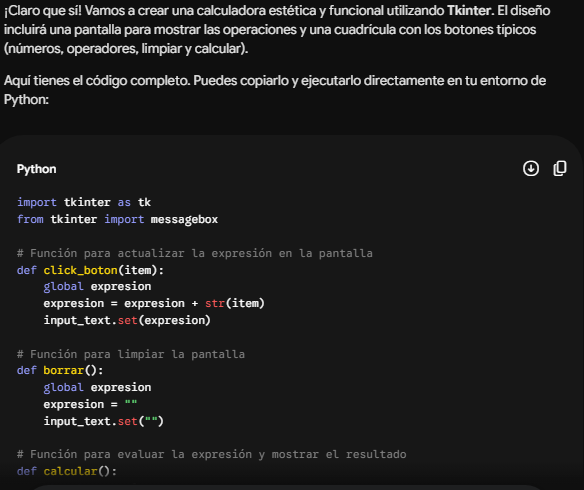 ¡Claro que sí! Vamos a crear una calculadora estética y funcional utilizando Tkinter. El diseño
incluirá una pantalla para mostrar las operaciones y una cuadrícula con los botones típicos
(números, operadores, limpiar y calcular).
Aquí tienes el código completo. Puedes copiarlo y ejecutarlo directamente en tu entorno de
Python:
Python
import tkinter as tk
from tkinter import messagebox
# Función para actualizar la expresión en la pantalla
def click_boton(item):
    global expresion
    expresion = expresion + str(item)
    input_text.set(expresion)
# Función para limpiar la pantalla
def borrar():
    global expresion
    expresion = ""
    input_text.set("")
# Función para evaluar la expresión y mostrar el resultado
def calcular():